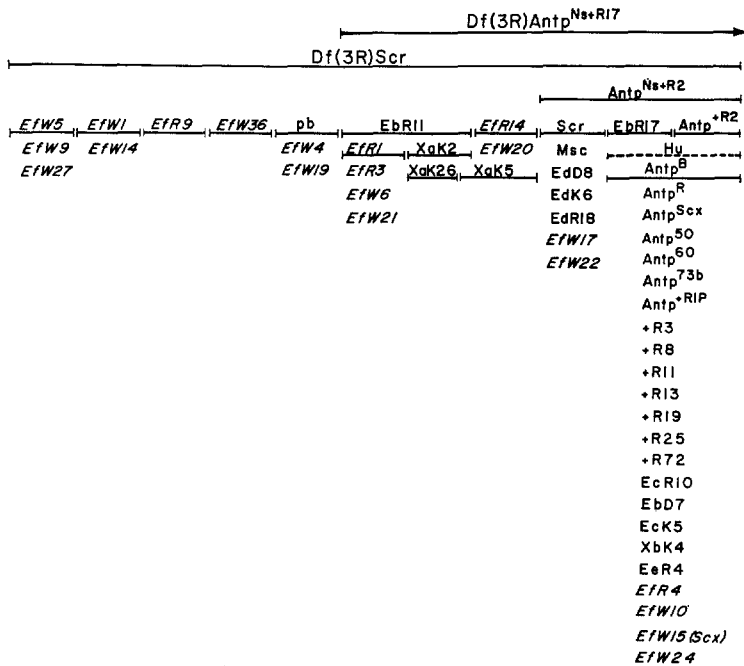 Df(3R)Antp^Ns+R17
Df(3R)Scr
Antp^Ns+R2
EfW5 EfW1 EfR9 EfW36 pb EbR11 EfR14 Scr EbR17 Antp^+R2
EfW9 EfW14 EfW4 EfR1 XaK2 EfW20 Msc Hu
EfW27 EfW19 EfR3 XaK26 XaK5 EdD8 Antp^B
EfW6 EdK6 Antp^R
EfW21 EdR18 Antp^Scx
EfW17 Antp^50
EfW22 Antp^60
Antp^73b
Antp^+R1P
+R3
+R8
+R11
+R13
+R19
+R25
+R72
EcR10
EbD7
EcK5
XbK4
EeR4
EfR4
EfW10
EfW15(Scx)
EfW24